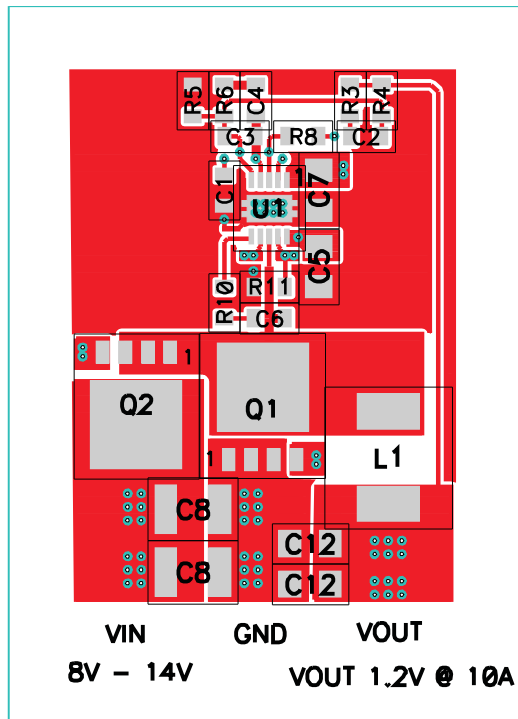 R5 R6 C4 R3 R4
C3 R8 C2
C1 1 C7
U1
C5
R10 R11
C6
1
Q2 Q1
1 L1
C8 C12
C8 C12
VIN GND VOUT
8V - 14V VOUT 1.2V @ 10A